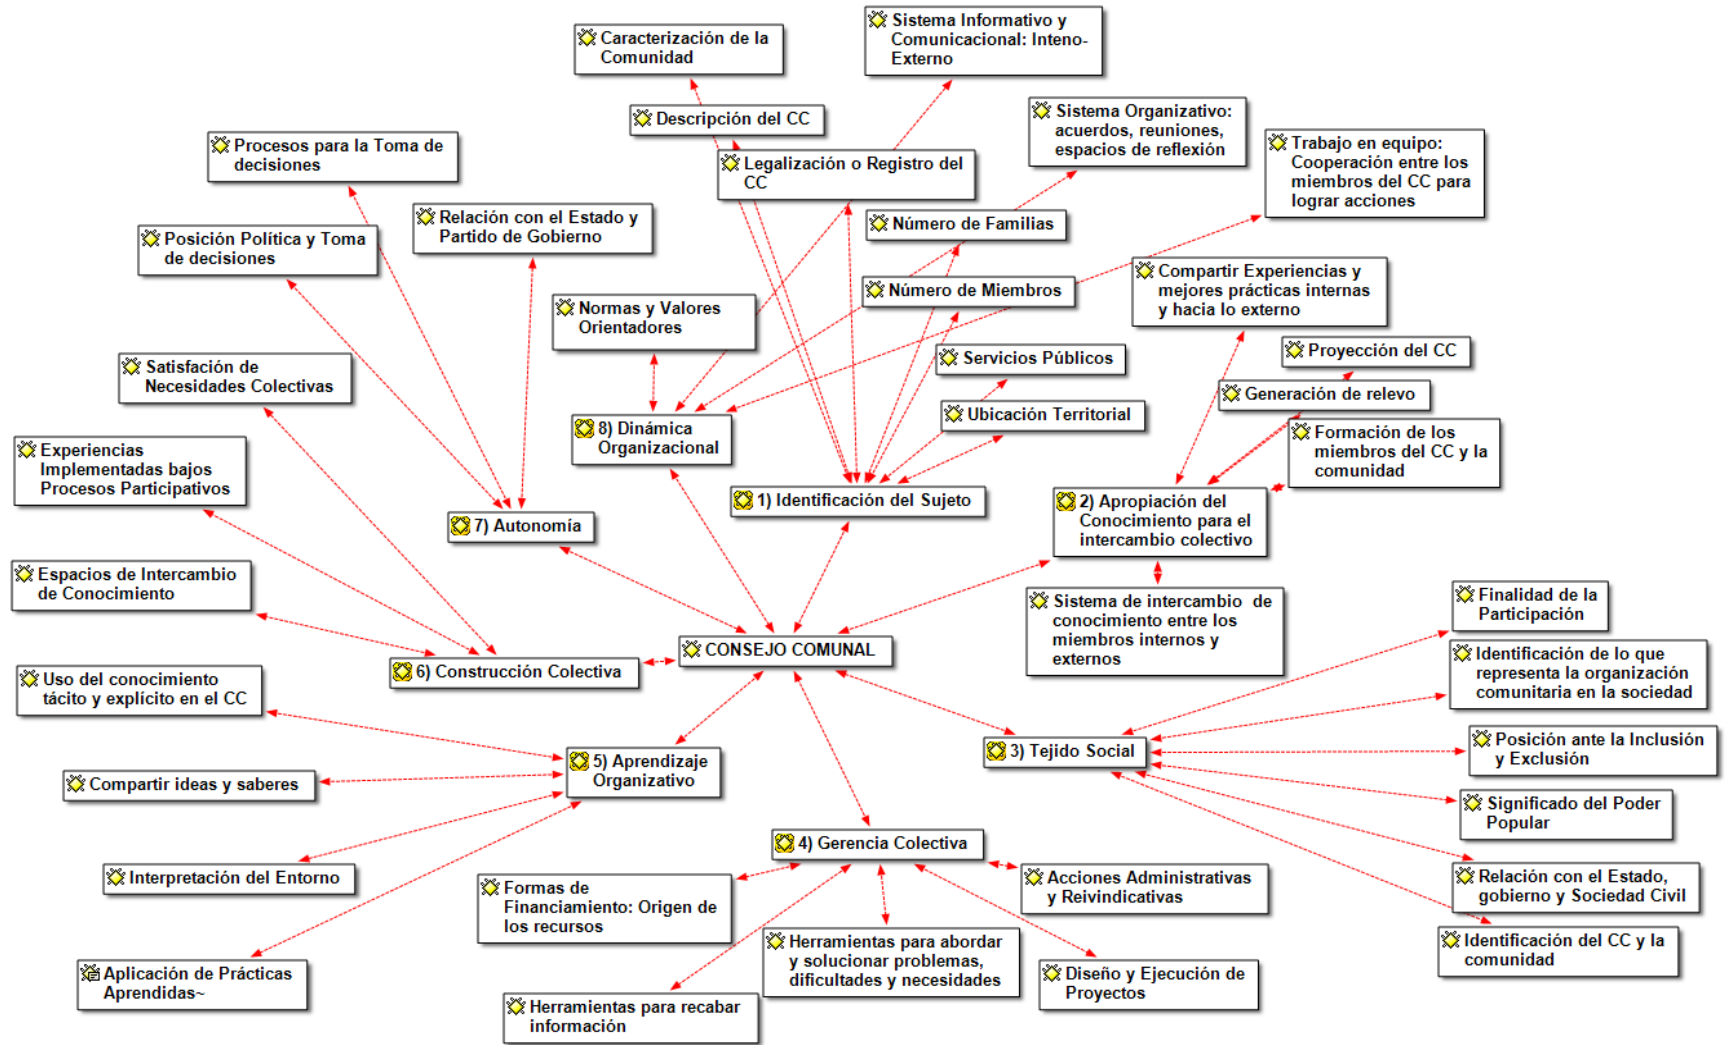 Sistema Informativo y
Comunicacional: Inteno-
Externo
Caracterización de la
Comunidad
Descripción del CC
Sistema Organizativo:
acuerdos, reuniones,
espacios de reflexión
Procesos para la Toma de
decisiones
Legalización o Registro del
CC
Trabajo en equipo:
Cooperación entre los
miembros del CC para
lograr acciones
Relación con el Estado y
Partido de Gobierno
Número de Familias
Posición Política y Toma
de decisiones
Compartir Experiencias y
mejores prácticas internas
y hacia lo externo
Número de Miembros
Normas y Valores
Orientadores
Proyección del CC
Servicios Públicos
Satisfacción de
Necesidades Colectivas
Generación de relevo
Ubicación Territorial
8) Dinámica
Organizacional
Formación de los
miembros del CC y la
comunidad
Experiencias
Implementadas bajos
Procesos Participativos
1) Identificación del Sujeto
2) Apropiación del
Conocimiento para el
intercambio colectivo
7) Autonomía
Espacios de Intercambio
de Conocimiento
Finalidad de la
Participación
Sistema de intercambio de
conocimiento entre los
miembros internos y
externos
CONSEJO COMUNAL
Identificación de lo que
representa la organización
comunitaria en la sociedad
6) Construcción Colectiva
Uso del conocimiento
tácito y explícito en el CC
3) Tejido Social
Posición ante la Inclusión
y Exclusión
5) Aprendizaje
Organizativo
Compartir ideas y saberes
Significado del Poder
Popular
4) Gerencia Colectiva
Interpretación del Entorno
Formas de
Financiamiento: Origen de
los recursos
Acciones Administrativas
y Reivindicativas
Relación con el Estado,
gobierno y Sociedad Civil
Herramientas para abordar
y solucionar problemas,
dificultades y necesidades
Identificación del CC y la
comunidad
Aplicación de Prácticas
Aprendidas~
Diseño y Ejecución de
Proyectos
Herramientas para recabar
información